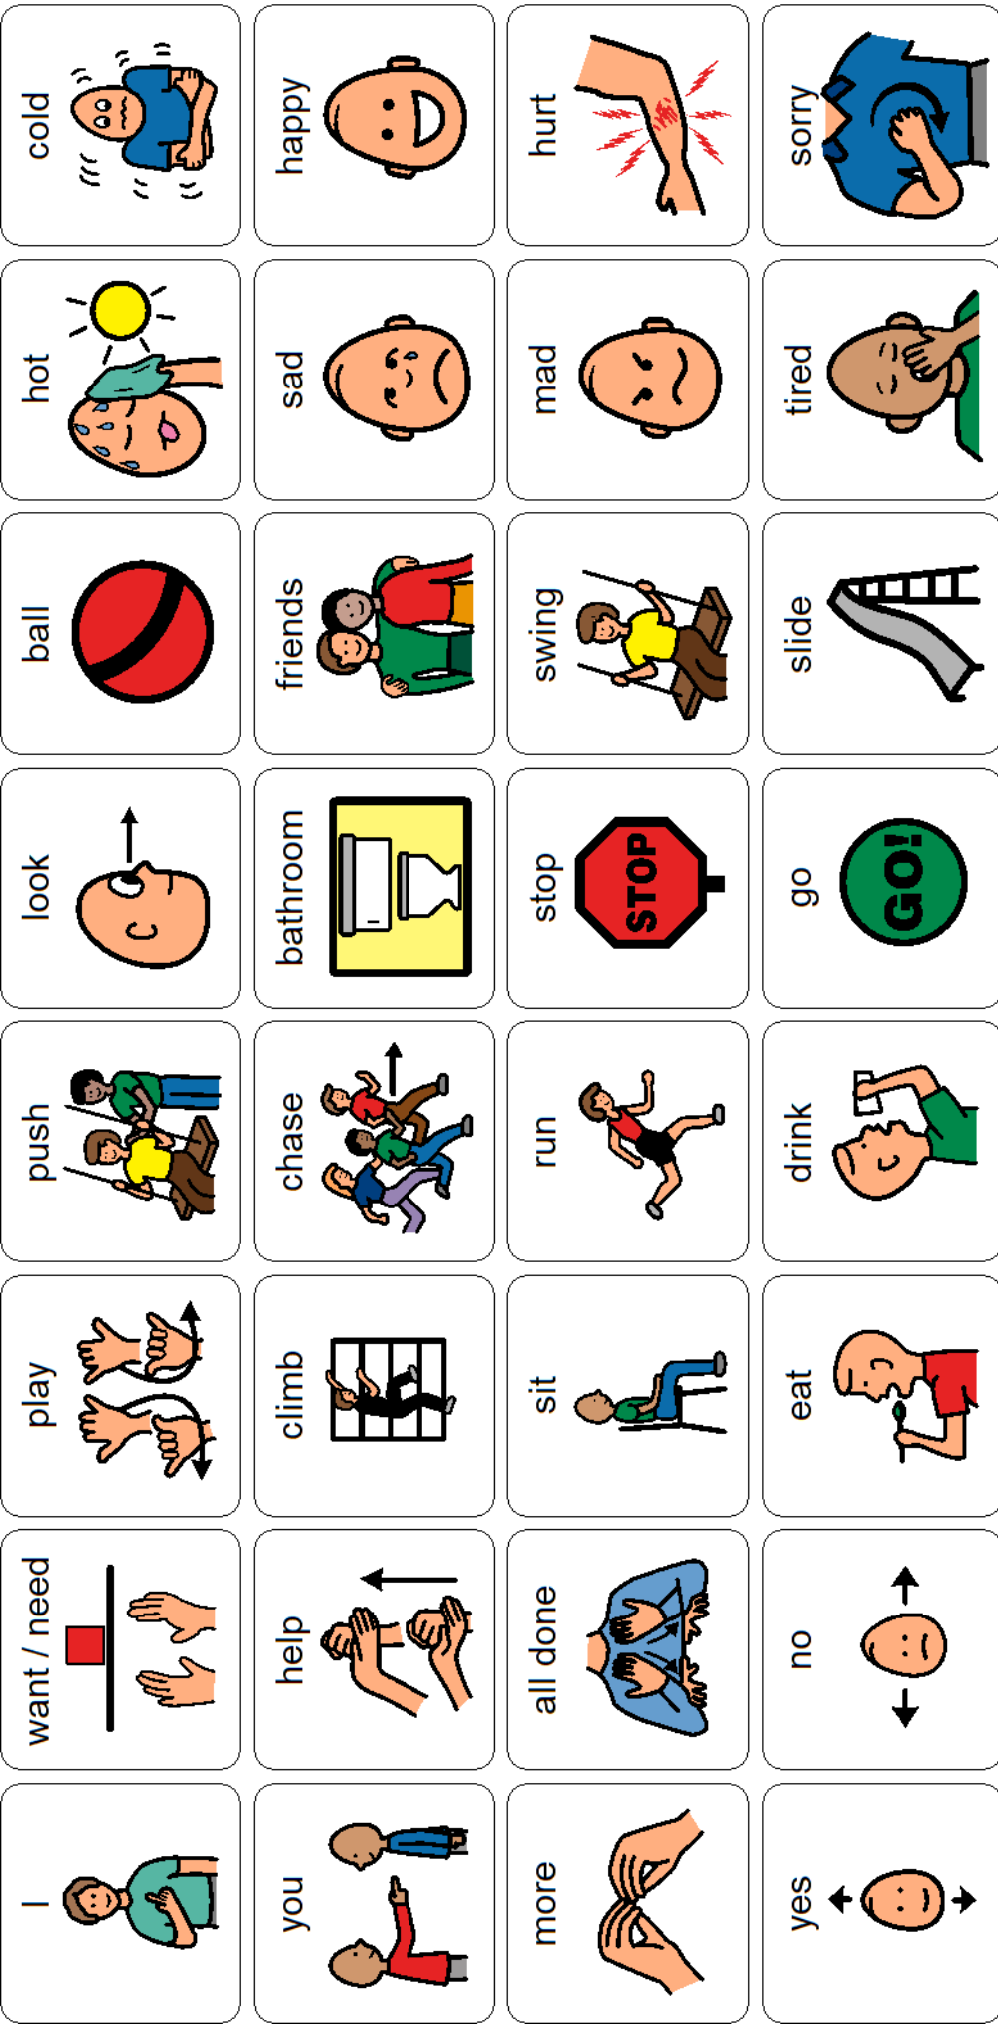 I
want / need
play
push
look
ball
hot
cold
you
help
climb
chase
bathroom
friends
sad
happy
more
all done
sit
run
stop
STOP
swing
mad
hurt
yes
no
eat
drink
go
GO!
slide
tired
sorry